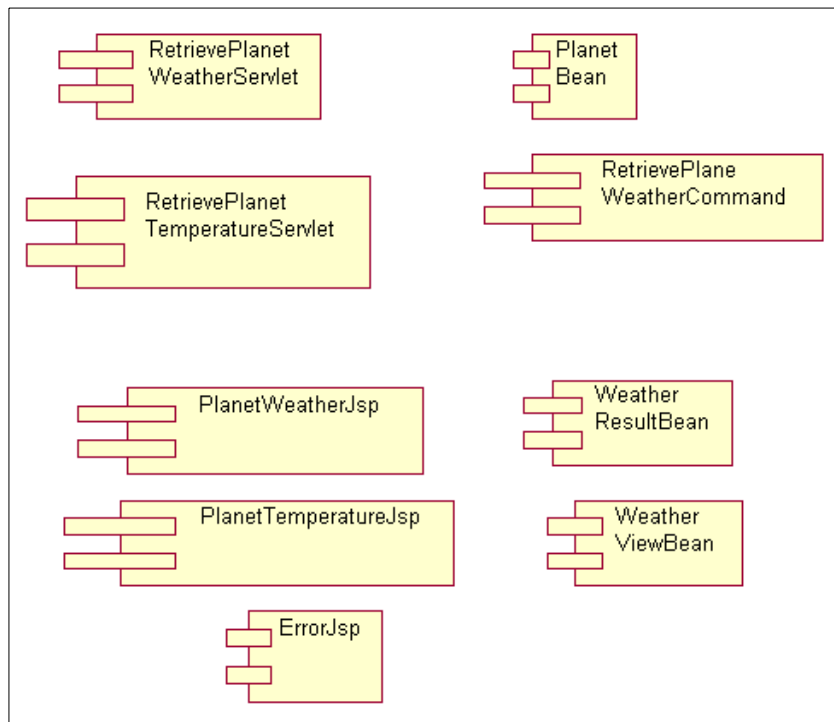 RetrievePlanet
WeatherServlet
Planet
Bean
RetrievePlanet
TemperatureServlet
RetrievePlane
WeatherCommand
PlanetWeatherJsp
Weather
ResultBean
PlanetTemperatureJsp
Weather
ViewBean
ErrorJsp